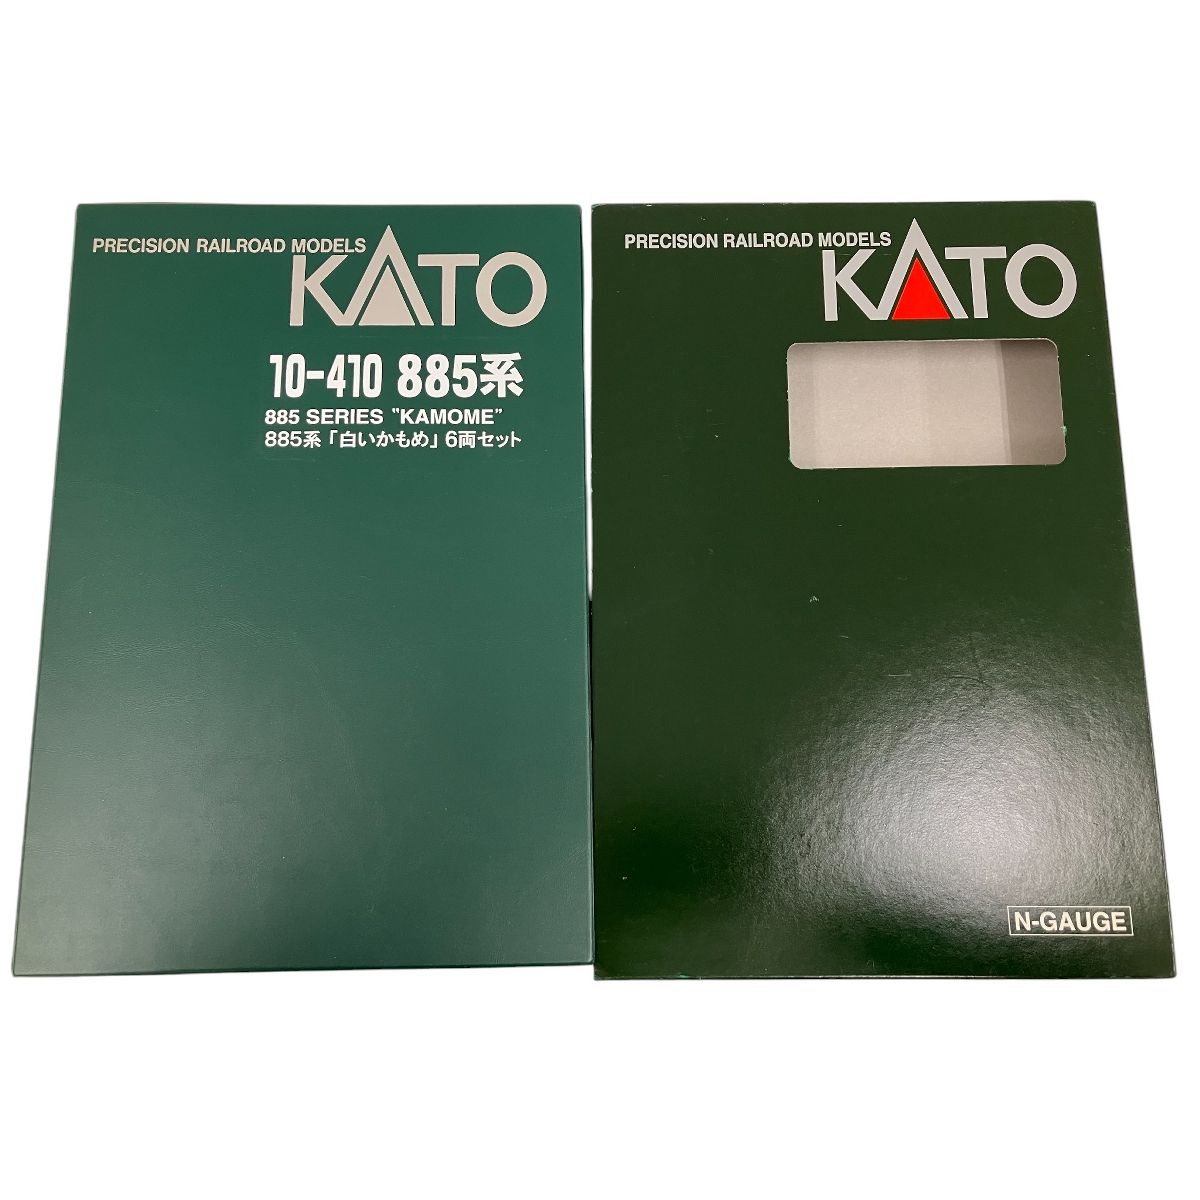 PRECISION RAILROAD MODELS
KATO
10-410 885系
885 SERIES "KAMOME"
885系「白いかもめ」6両セット
PRECISION RAILROAD MODELS
KATO
N-GAUGE